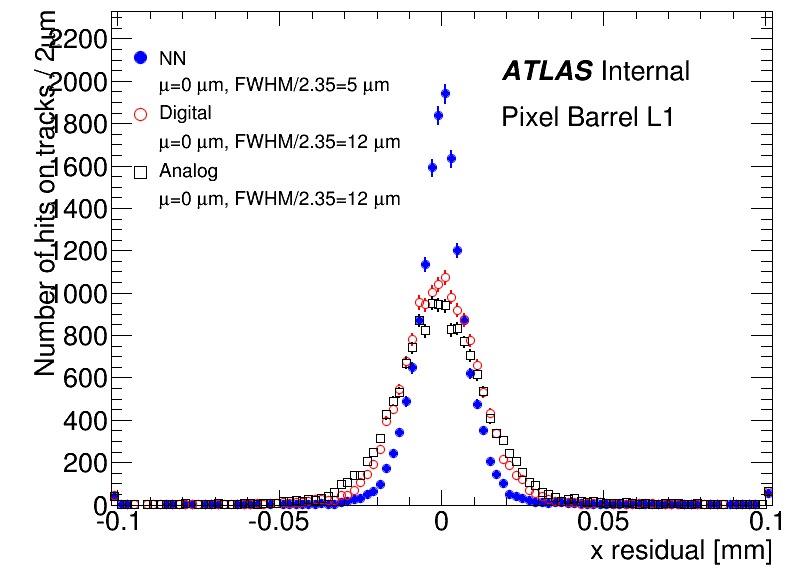 Number of hits on tracks / 2μm
2200
2000
1800
1600
1400
1200
1000
800
600
400
200
0
NN
μ=0 μm, FWHM/2.35=5 μm
Digital
μ=0 μm, FWHM/2.35=12 μm
Analog
μ=0 μm, FWHM/2.35=12 μm
ATLAS Internal
Pixel Barrel L1
-0.1 -0.05 0 0.05 0.1
x residual [mm]